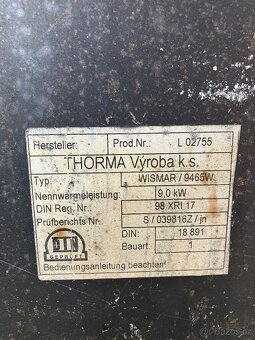 Hersteller: Prod.Nr.: L 02755
THORMA Výroba k.s.
Typ: WISMAR / 9465W
Nennwärmeleistung: 9,0 kW
DIN Reg. Nr.: 98 XRI 17
Prüfberichts Nr.: S / 039816Z / jn
DIN: 18 891
Bauart: 1
DIN
GEPRÜFT
Bedienungsanleitung beachten!